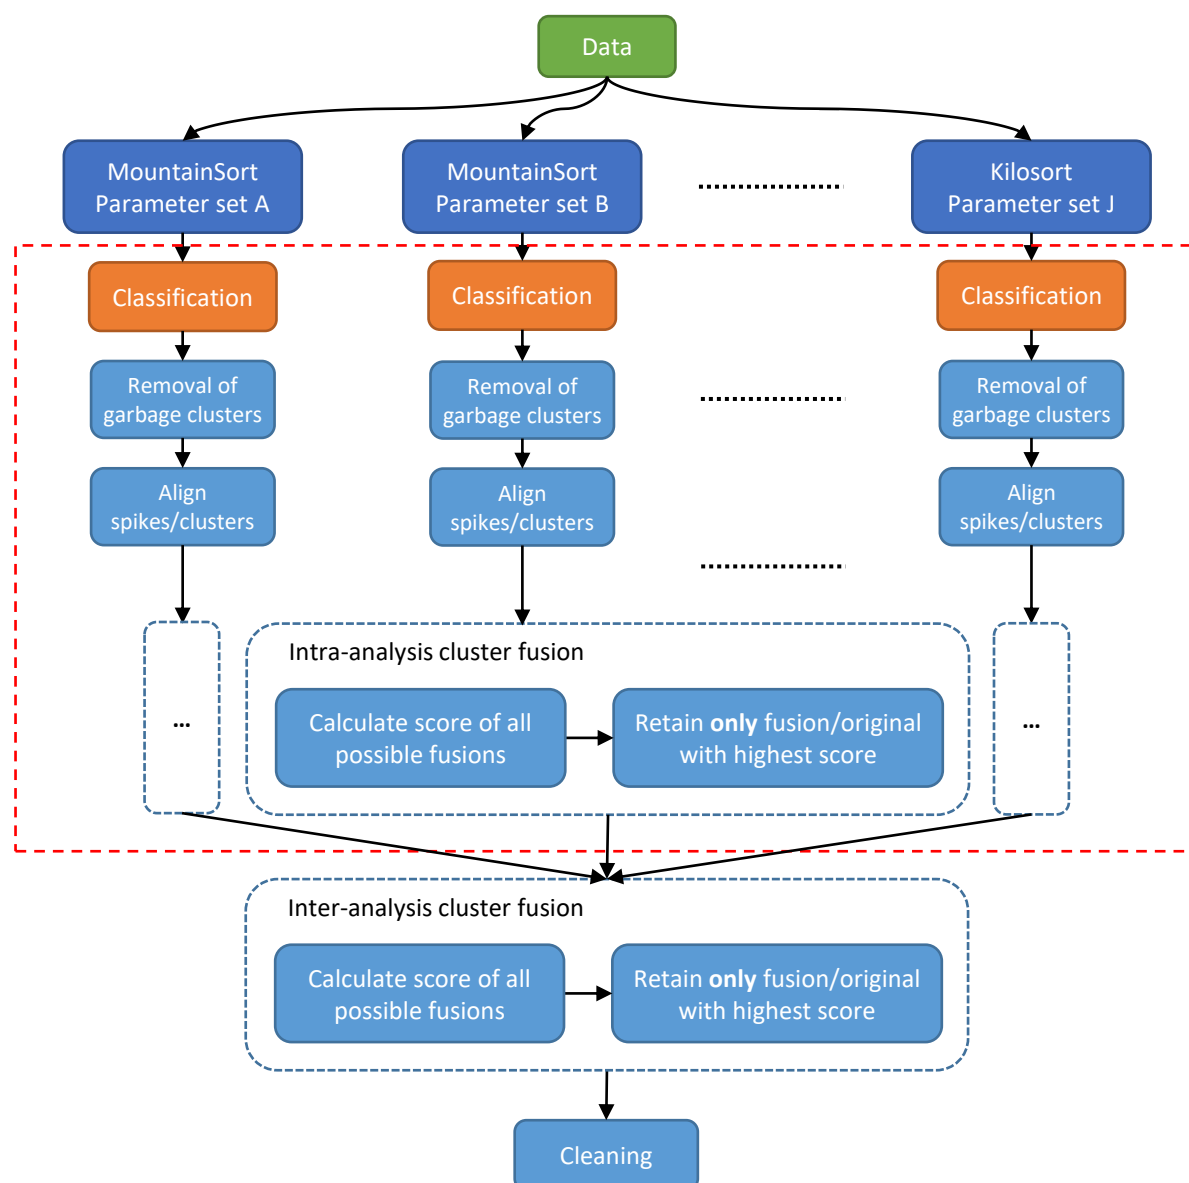 Data
MountainSort
Parameter set A
MountainSort
Parameter set B
Kilosort
Parameter set J
Classification
Classification
Classification
Removal of
garbage clusters
Removal of
garbage clusters
Removal of
garbage clusters
Align
spikes/clusters
Align
spikes/clusters
Align
spikes/clusters
...
Intra-analysis cluster fusion
Calculate score of all
possible fusions
Retain only fusion/original
with highest score
...
Inter-analysis cluster fusion
Calculate score of all
possible fusions
Retain only fusion/original
with highest score
Cleaning